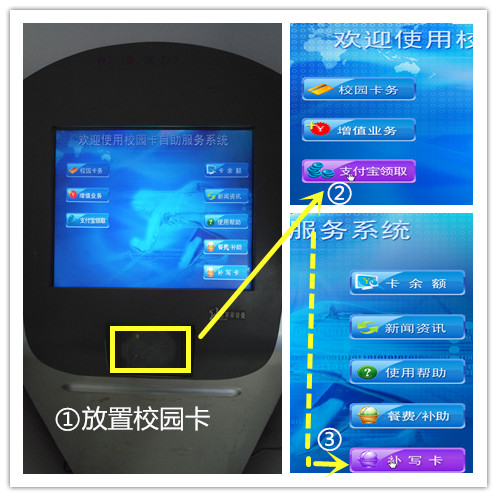 欢迎使用校园卡自助服务系统
校园卡务
增值业务
支付宝领取
卡 余 额
新闻资讯
使用帮助
餐费/补助
补 写 卡
①放置校园卡
欢迎使用校
校园卡务
增值业务
支付宝领取
②
服务系统
卡 余 额
新闻资讯
使用帮助
餐费/补助
③
补 写 卡